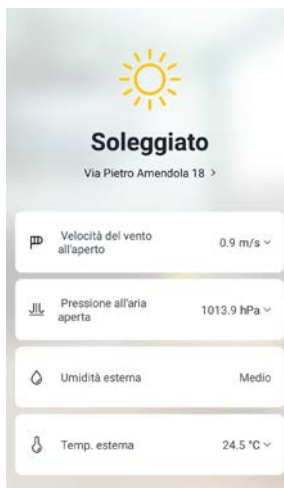 Soleggiato
Via Pietro Amendola 18 >
Velocità del vento
all'aperto
0.9 m/s
Pressione all'aria
aperta
1013.9 hPa
Umidità esterna
Medio
Temp. esterna
24.5 °C